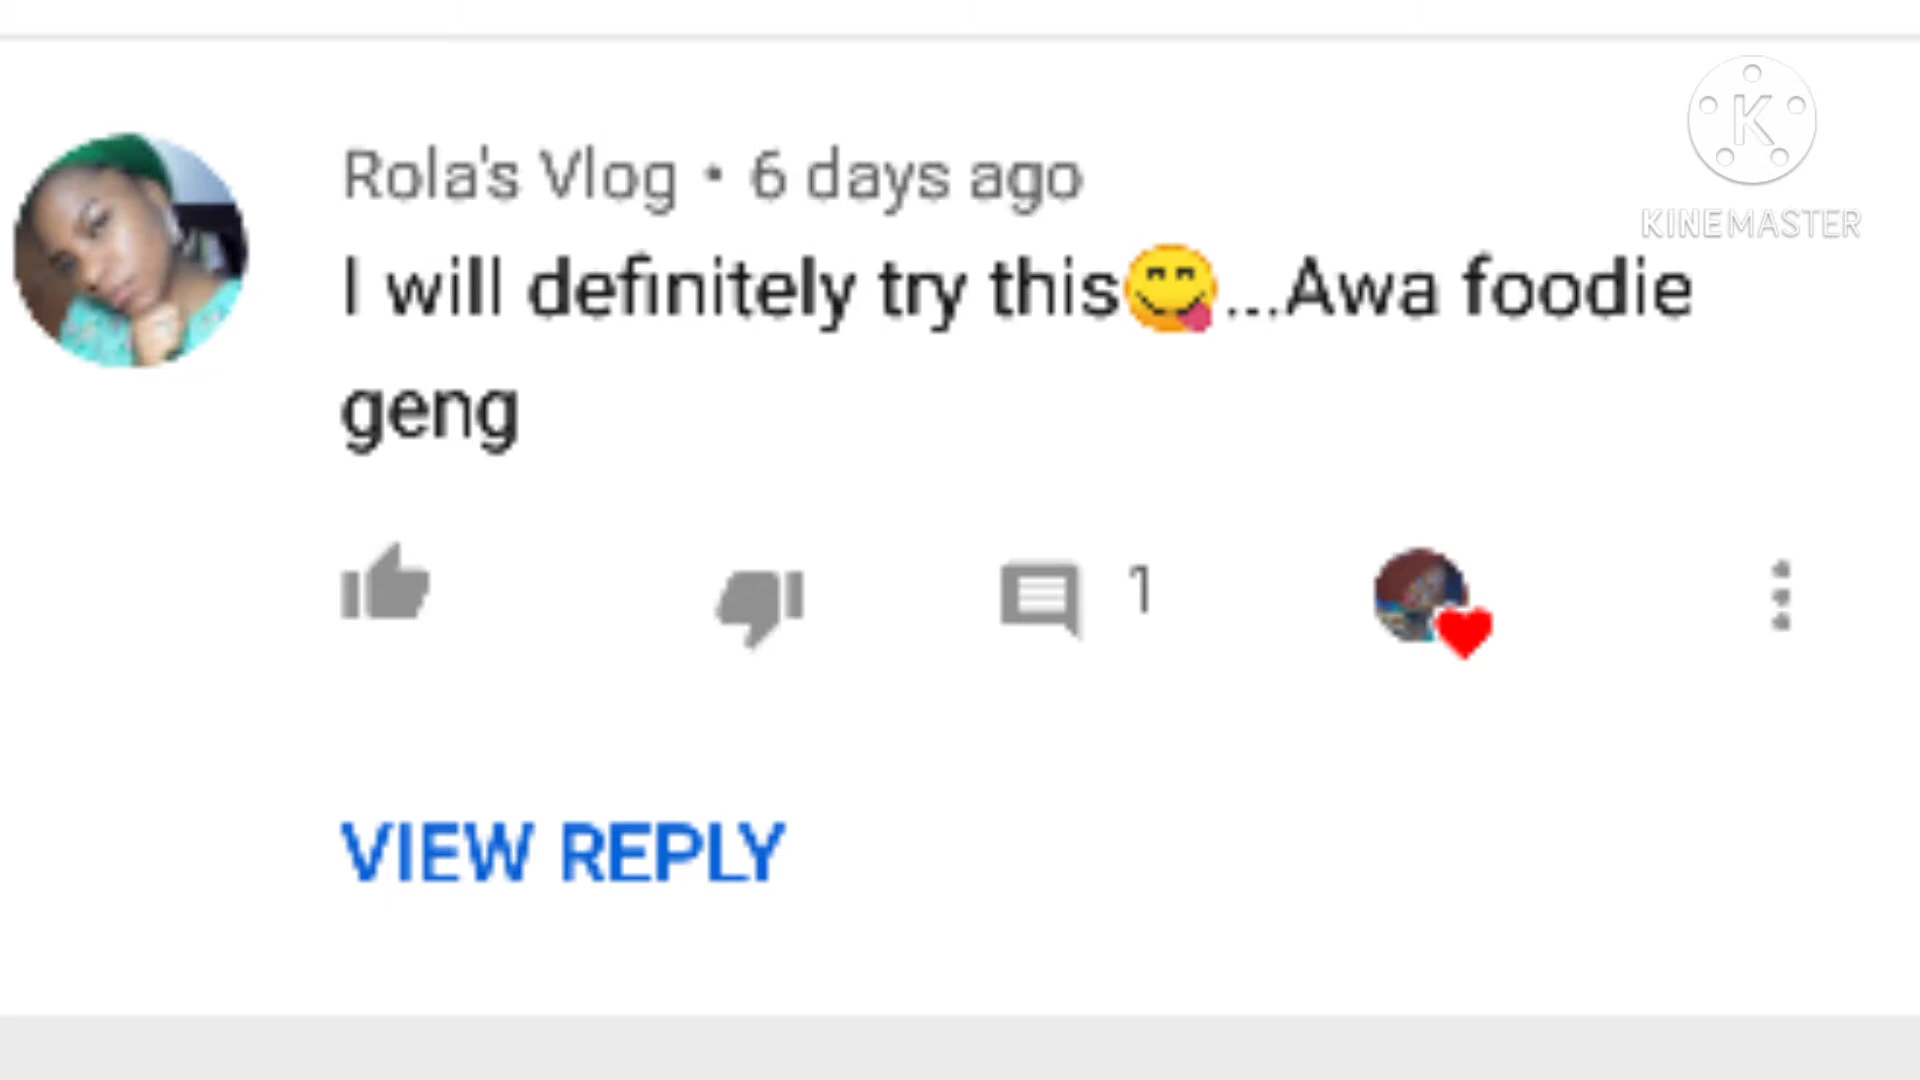 Rola's Vlog • 6 days ago
KINEMASTER
I will definitely try this😋...Awa foodie
geng
1
VIEW REPLY